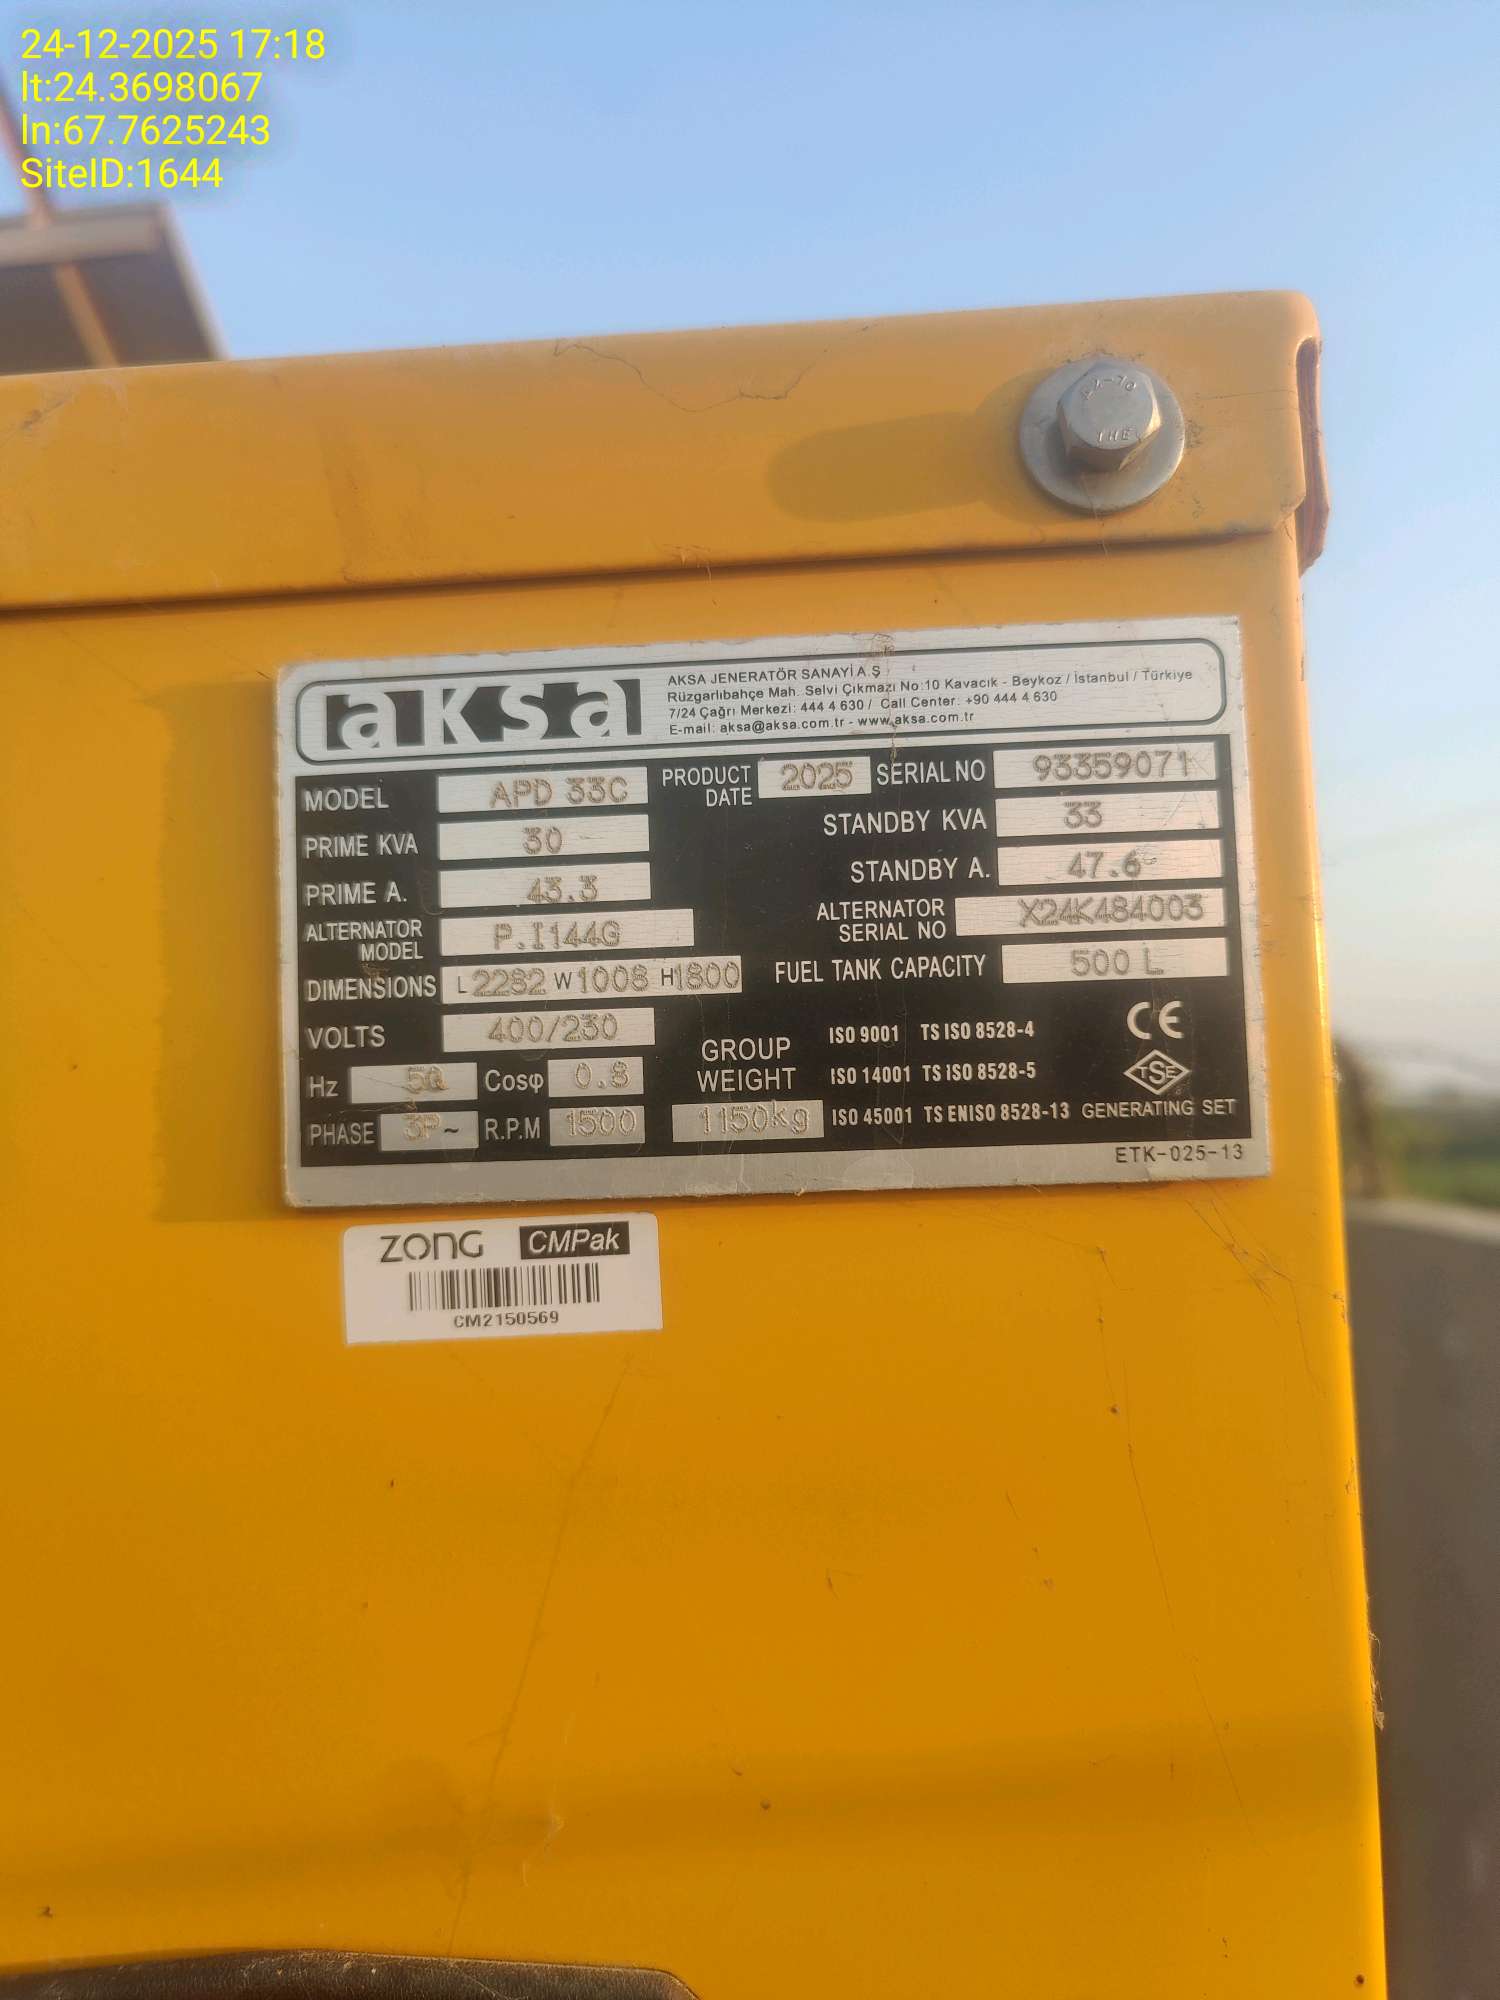 24-12-2025 17:18
lt:24.3698067
ln:67.7625243
SiteID:1644
A2-70
THE
aksa
AKSA JENERATÖR SANAYİ A.Ş
Rüzgarlıbahçe Mah. Selvi Çıkmazı No:10 Kavacık - Beykoz / İstanbul / Türkiye
7/24 Çağrı Merkezi: 444 4 630 / Call Center: +90 444 4 630
E-mail: aksa@aksa.com.tr - www.aksa.com.tr
MODEL APD 33C PRODUCT DATE 2025 SERIAL NO 93359071
PRIME KVA 30 STANDBY KVA 33
PRIME A. 43.3 STANDBY A. 47.6
ALTERNATOR MODEL P.I144G ALTERNATOR SERIAL NO X24K484003
DIMENSIONS L 2282 W 1008 H 1800 FUEL TANK CAPACITY 500 L
VOLTS 400/230 GROUP WEIGHT ISO 9001 TS ISO 8528-4 CE
Hz 50 Cosφ 0.8 ISO 14001 TS ISO 8528-5 TSE
PHASE 3P~ R.P.M 1500 1150kg ISO 45001 TS EN ISO 8528-13 GENERATING SET
ETK-025-13
ZONG CMPak
CM2150569